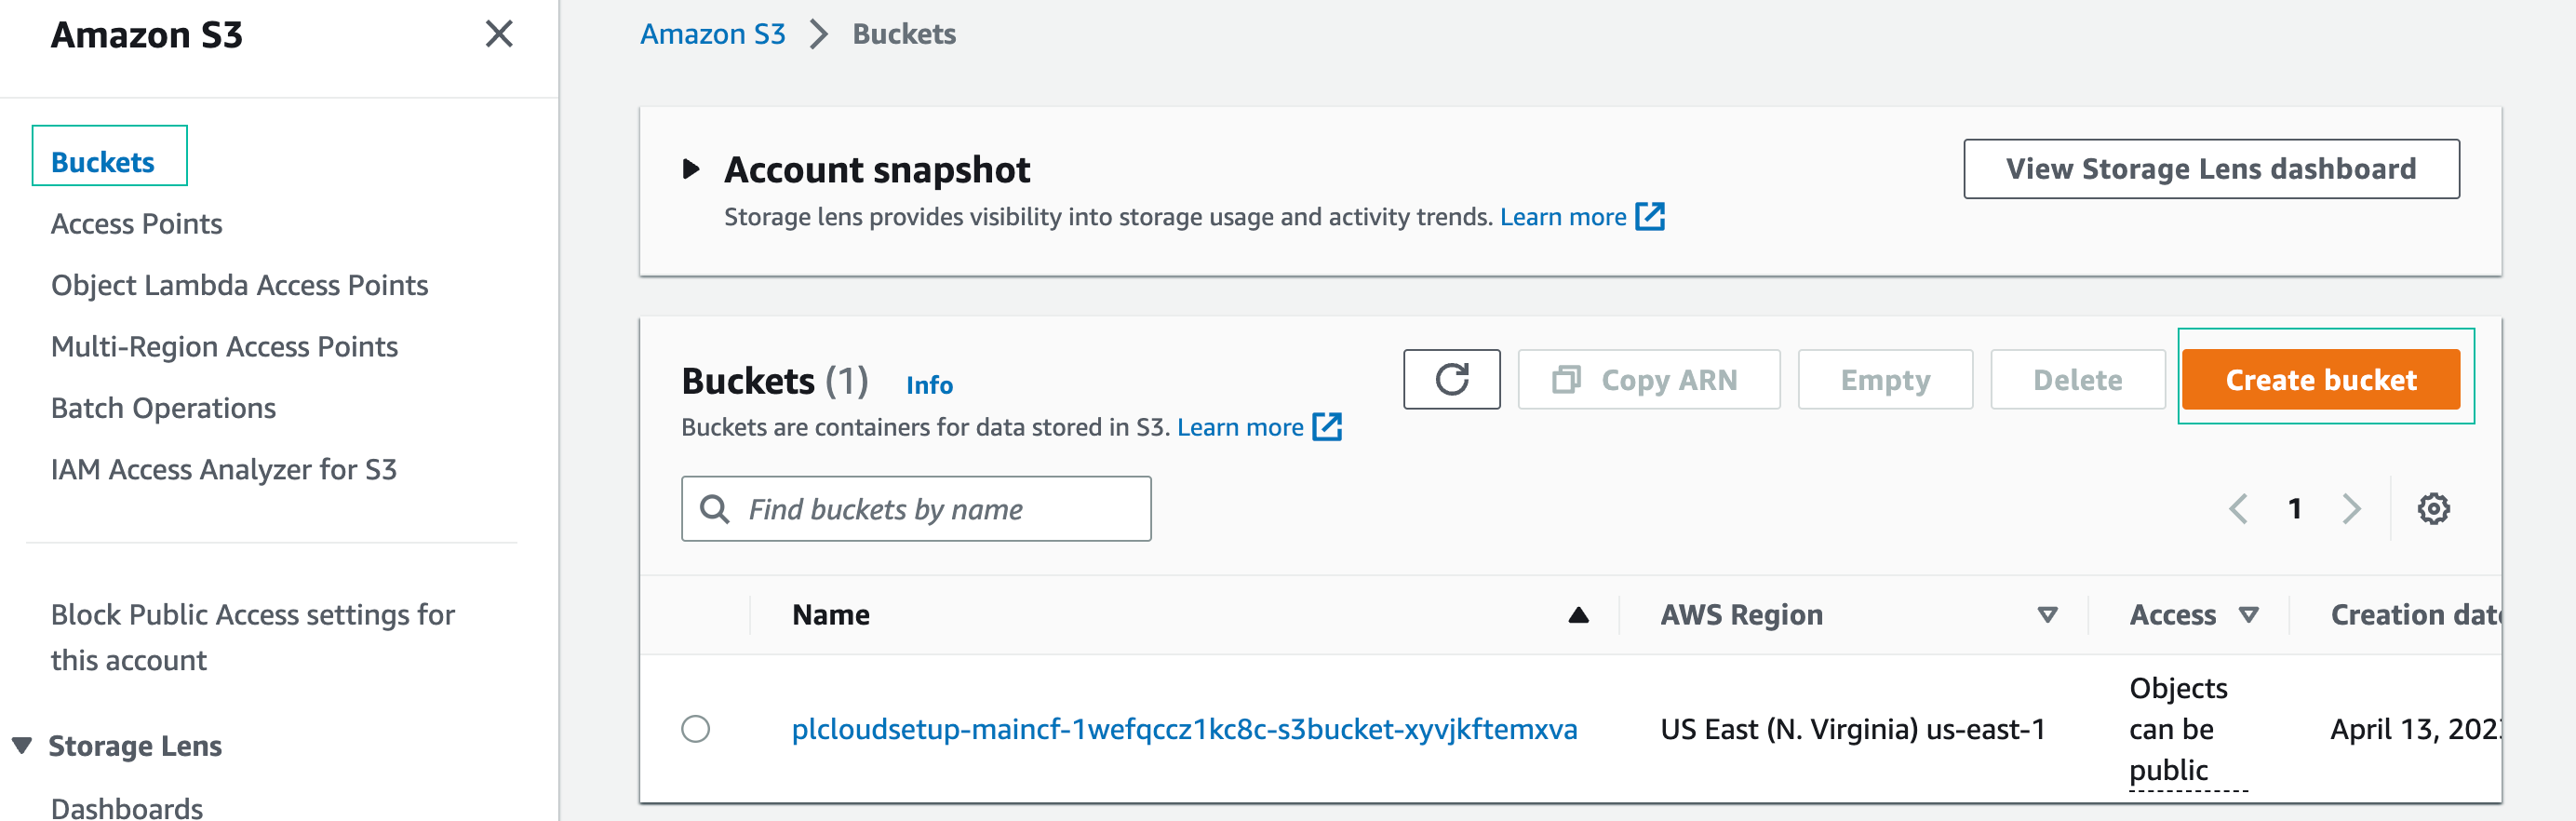 Amazon S3
Buckets
Access Points
Object Lambda Access Points
Multi-Region Access Points
Batch Operations
IAM Access Analyzer for S3
Block Public Access settings for
this account
Storage Lens
Dashboards
Amazon S3 > Buckets
Account snapshot
View Storage Lens dashboard
Storage lens provides visibility into storage usage and activity trends. Learn more
Buckets (1) Info
Copy ARN
Empty
Delete
Create bucket
Buckets are containers for data stored in S3. Learn more
Find buckets by name
1
Name AWS Region Access Creation
plcloudsetup-maincf-1wefqccz1kc8c-s3bucket-xyvjkftemxva US East (N. Virginia) us-east-1 Objects
can be
public
April 13,